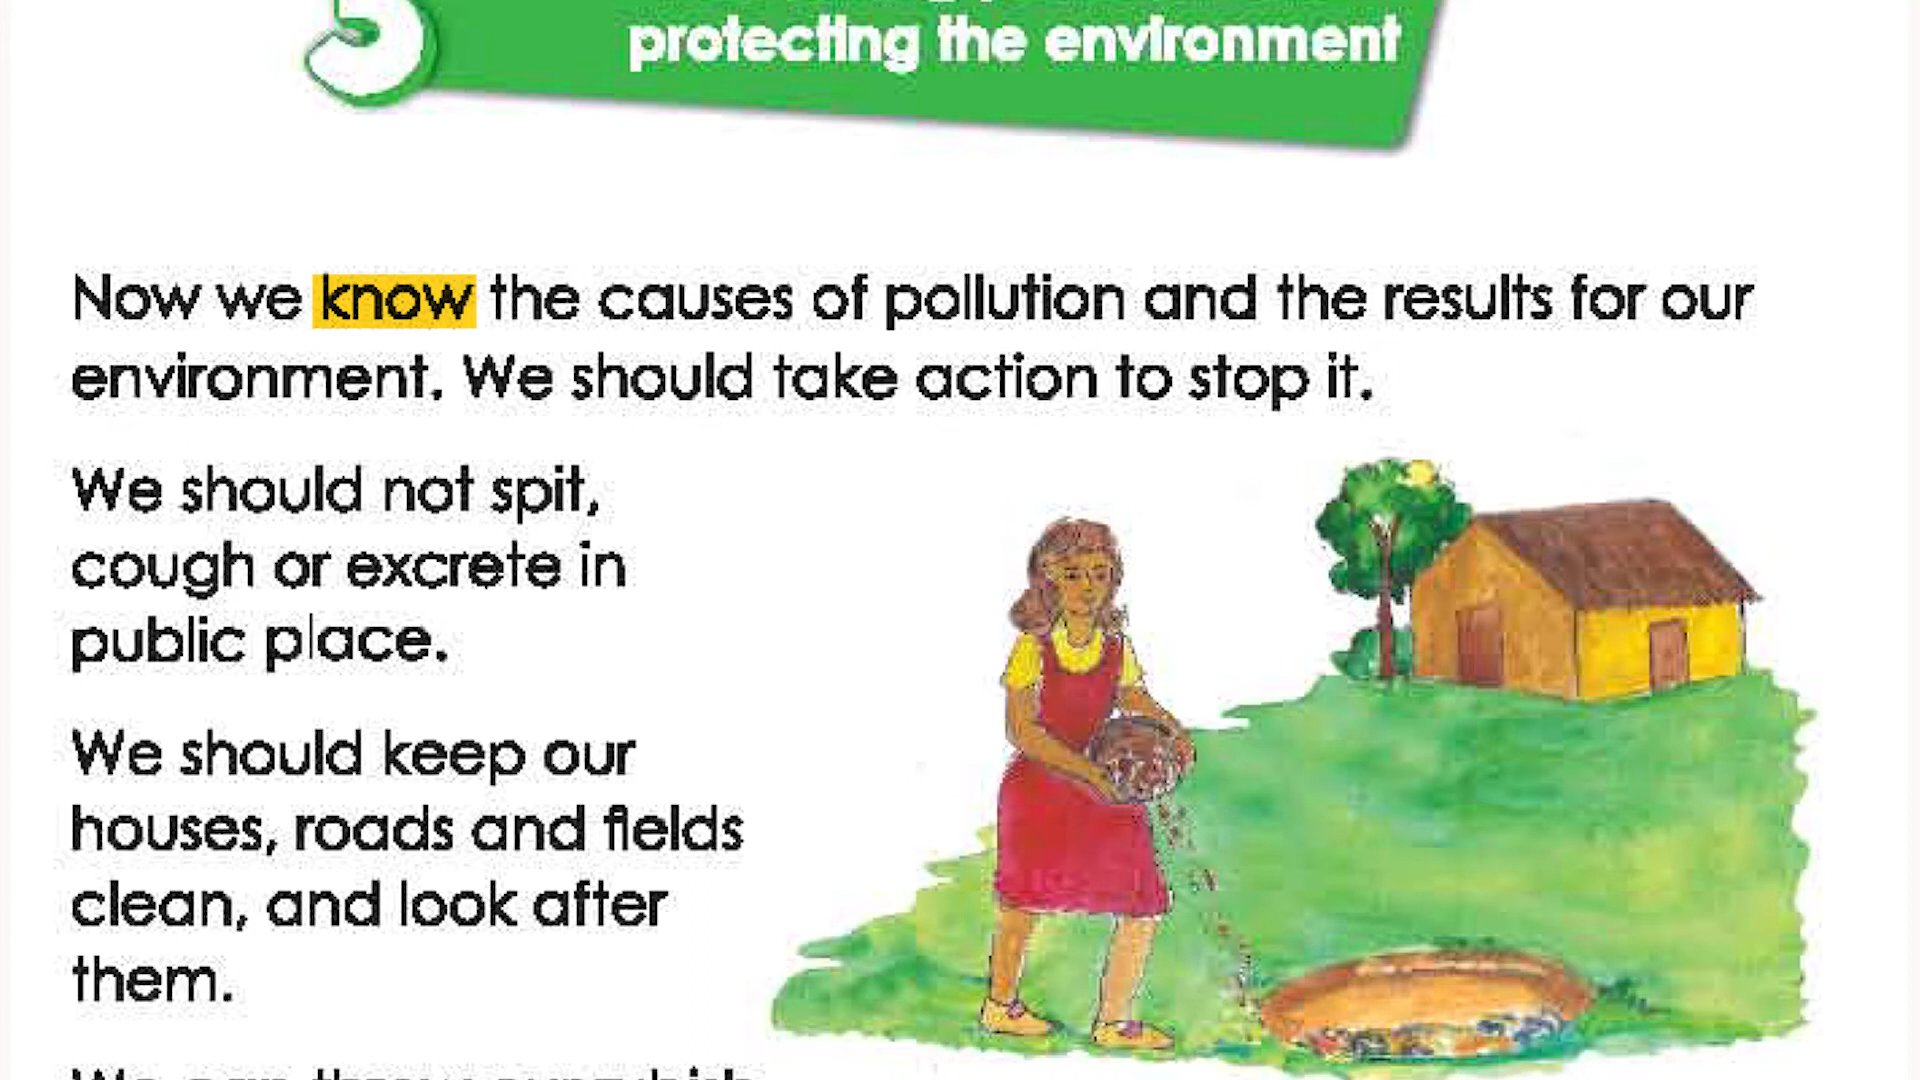 protecting the environment
Now we know the causes of pollution and the results for our
environment. We should take action to stop it.
We should not spit,
cough or excrete in
public place.
We should keep our
houses, roads and fields
clean, and look after
them.